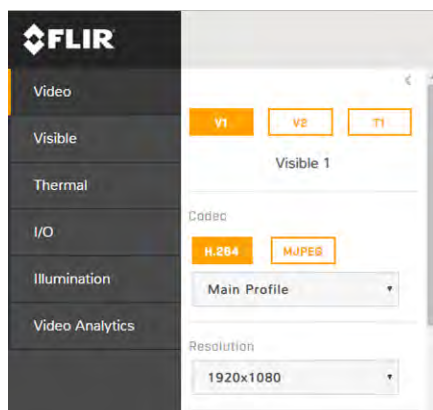 FLIR
Video
Visible
Thermal
I/O
Illumination
Video Analytics
V1 V2 T1
Visible 1
Codec
H.264 MJPEG
Main Profile
Resolution
1920x1080